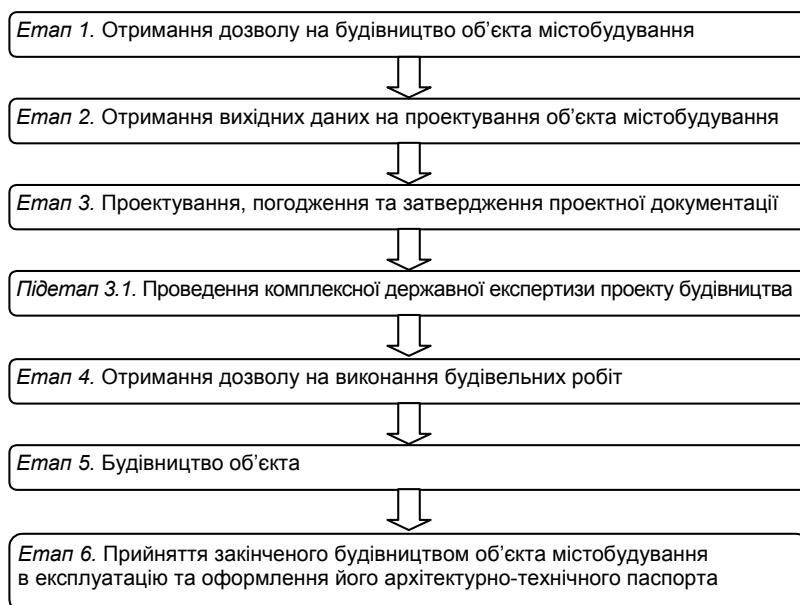 Етап 1. Отримання дозволу на будівництво об’єкта містобудування
Етап 2. Отримання вихідних даних на проектування об’єкта містобудування
Етап 3. Проектування, погодження та затвердження проектної документації
Підетап 3.1. Проведення комплексної державної експертизи проекту будівництва
Етап 4. Отримання дозволу на виконання будівельних робіт
Етап 5. Будівництво об’єкта
Етап 6. Прийняття закінченого будівництвом об’єкта містобудування
в експлуатацію та оформлення його архітектурно-технічного паспорта